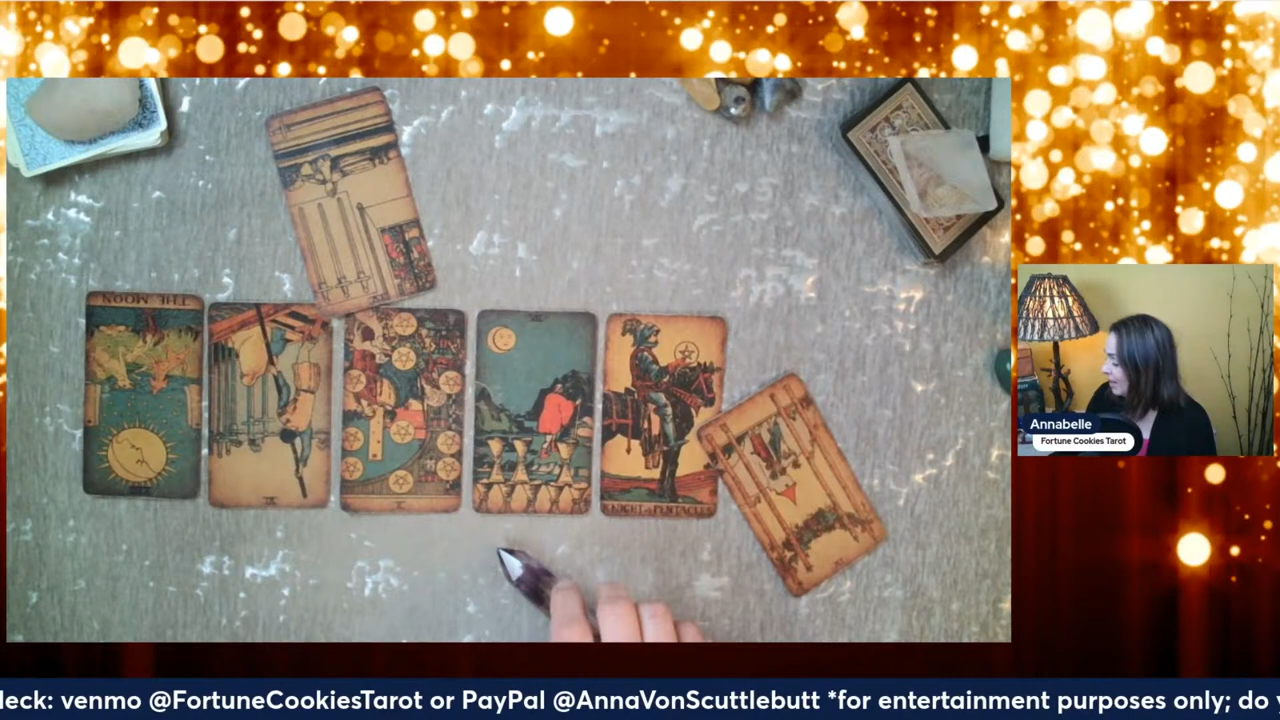 THE MOON
KNIGHT of PENTACLES
Annabelle
Fortune Cookies Tarot
deck: venmo @FortuneCookiesTarot or PayPal @AnnaVonScuttlebutt *for entertainment purposes only; do